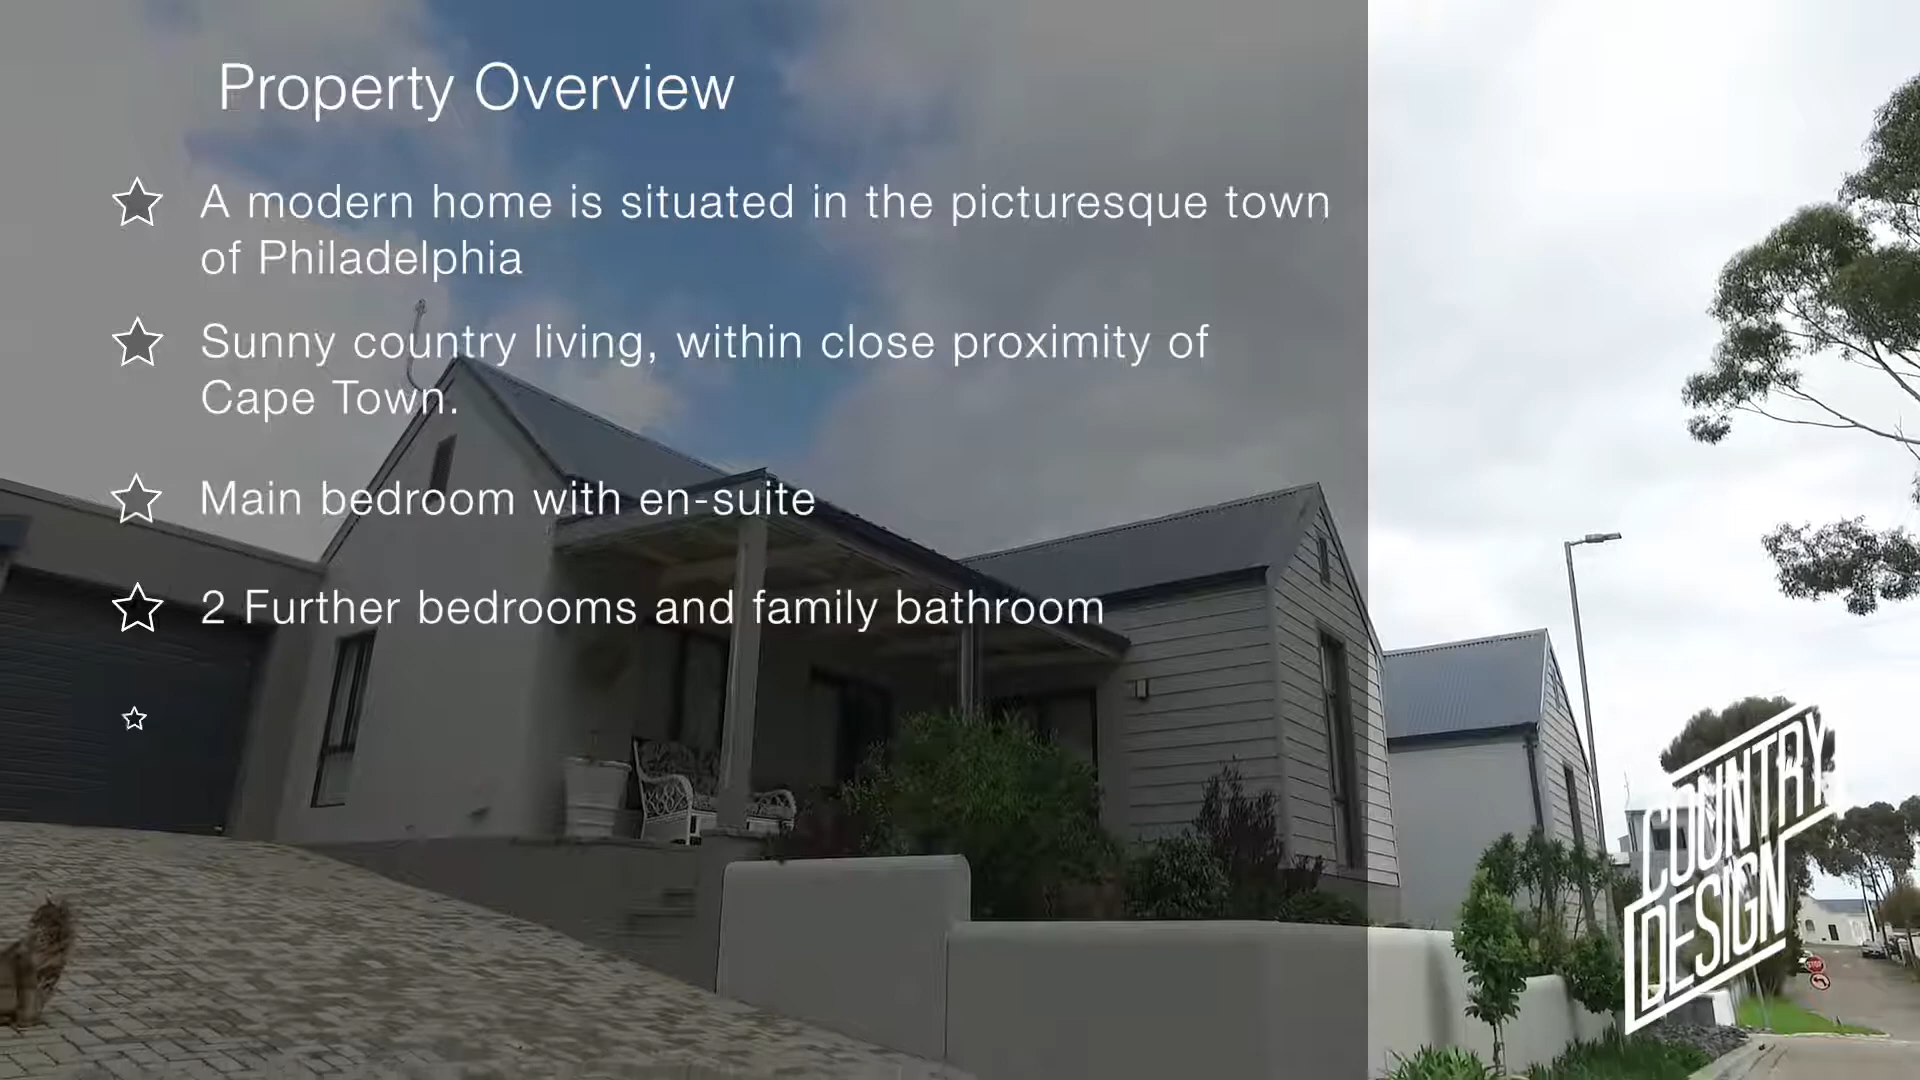 Property Overview
A modern home is situated in the picturesque town
of Philadelphia
Sunny country living, within close proximity of
Cape Town.
Main bedroom with en-suite
2 Further bedrooms and family bathroom
COUNTRY
DESIGN
STOP